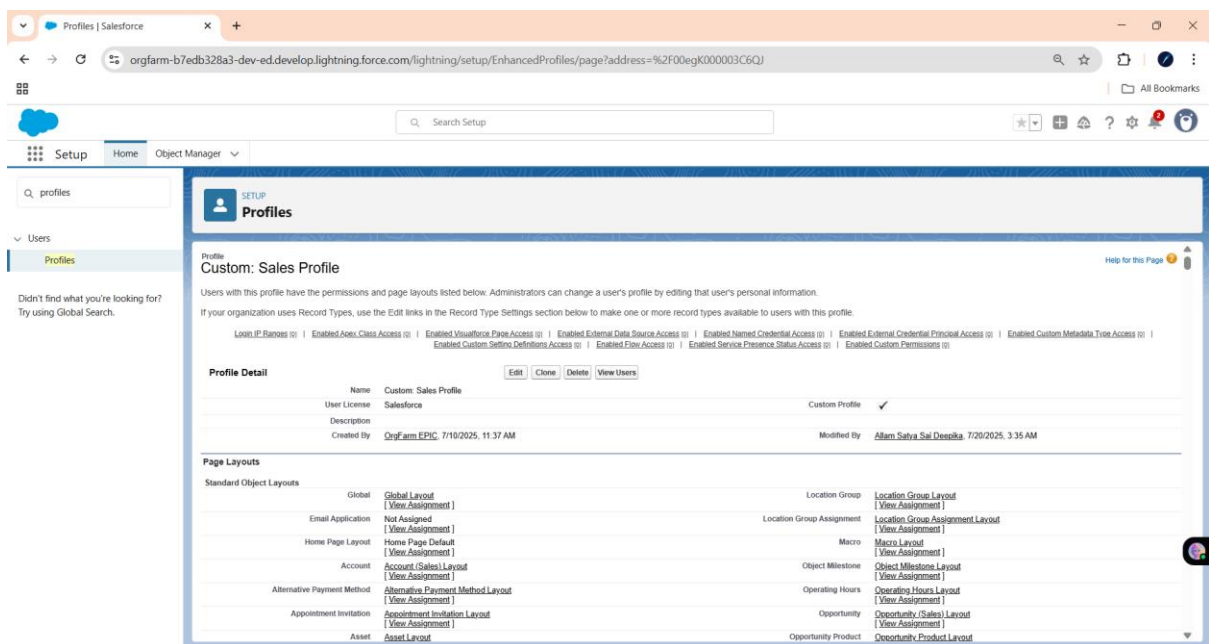 Profiles | Salesforce
orgfarm-b7edb328a3-dev-ed.develop.lightning.force.com/lightning/setup/EnhancedProfiles/page?address=%2F00egK000003C6QJ
All Bookmarks
Search Setup
2
Setup Home Object Manager
profiles
Users
Profiles
Didn't find what you're looking for?
Try using Global Search.
SETUP
Profiles
Profile
Custom: Sales Profile
Help for this Page
Users with this profile have the permissions and page layouts listed below. Administrators can change a user's profile by editing that user's personal information.
If your organization uses Record Types, use the Edit links in the Record Type Settings section below to make one or more record types available to users with this profile.
Login IP Ranges [0] | Enabled Apex Class Access [0] | Enabled Visualforce Page Access [0] | Enabled External Data Source Access [0] | Enabled Named Credential Access [0] | Enabled External Credential Principal Access [0] | Enabled Custom Metadata Type Access [0] |
Enabled Custom Setting Definitions Access [0] | Enabled Flow Access [0] | Enabled Service Presence Status Access [0] | Enabled Custom Permissions [0]
Profile Detail Edit Clone Delete View Users
Name Custom: Sales Profile
User License Salesforce Custom Profile ✓
Description
Created By OrgFarm EPIC, 7/10/2025, 11:37 AM Modified By Allam Satya Sai Deepika, 7/20/2025, 3:35 AM
Page Layouts
Standard Object Layouts
Global Global Layout Location Group Location Group Layout
[ View Assignment ] [ View Assignment ]
Email Application Not Assigned Location Group Assignment Location Group Assignment Layout
[ View Assignment ] [ View Assignment ]
Home Page Layout Home Page Default Macro Macro Layout
[ View Assignment ] [ View Assignment ]
Account Account (Sales) Layout Object Milestone Object Milestone Layout
[ View Assignment ] [ View Assignment ]
Alternative Payment Method Alternative Payment Method Layout Operating Hours Operating Hours Layout
[ View Assignment ] [ View Assignment ]
Appointment Invitation Appointment Invitation Layout Opportunity Opportunity (Sales) Layout
[ View Assignment ] [ View Assignment ]
Asset Asset Layout Opportunity Product Opportunity Product Layout